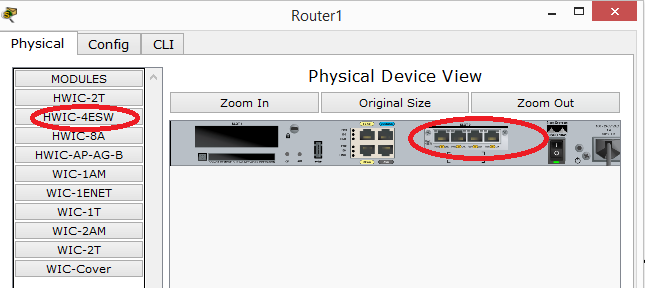 Router1
Physical Config CLI
MODULES
HWIC-2T
HWIC-4ESW
HWIC-8A
HWIC-AP-AG-B
WIC-1AM
WIC-1ENET
WIC-1T
WIC-2AM
WIC-2T
WIC-Cover
Physical Device View
Zoom In Original Size Zoom Out